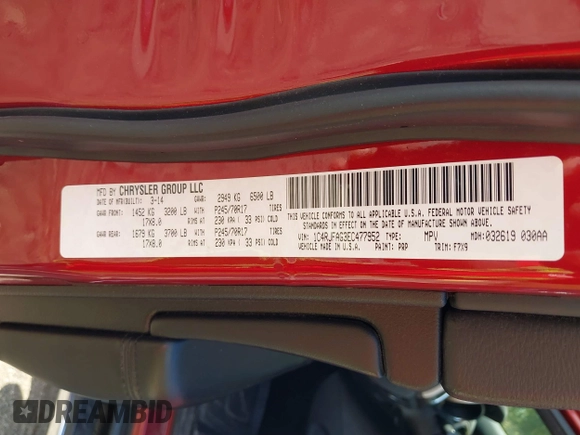 MFD BY CHRYSLER GROUP LLC
DATE OF MFR(BUILT): 3-14 GVWR: 2949 KG 6500 LB
GAWR FRONT: 1452 KG 3200 LB WITH P245/70R17 TIRES
17X8.0 RIMS AT 230 KPA ( 33 PSI) COLD
GAWR REAR: 1679 KG 3700 LB WITH P245/70R17 TIRES
17X8.0 RIMS AT 230 KPA ( 33 PSI) COLD
THIS VEHICLE CONFORMS TO ALL APPLICABLE U.S.A. FEDERAL MOTOR VEHICLE SAFETY
STANDARDS IN EFFECT ON THE DATE OF MANUFACTURE SHOWN ABOVE.
VIN: 1C4RJFAG3EC477952 TYPE: MPV MDH: 032619 030AA
VEHICLE MADE IN U.S.A. PAINT: PRP TRIM: F7X9
DREAMBID